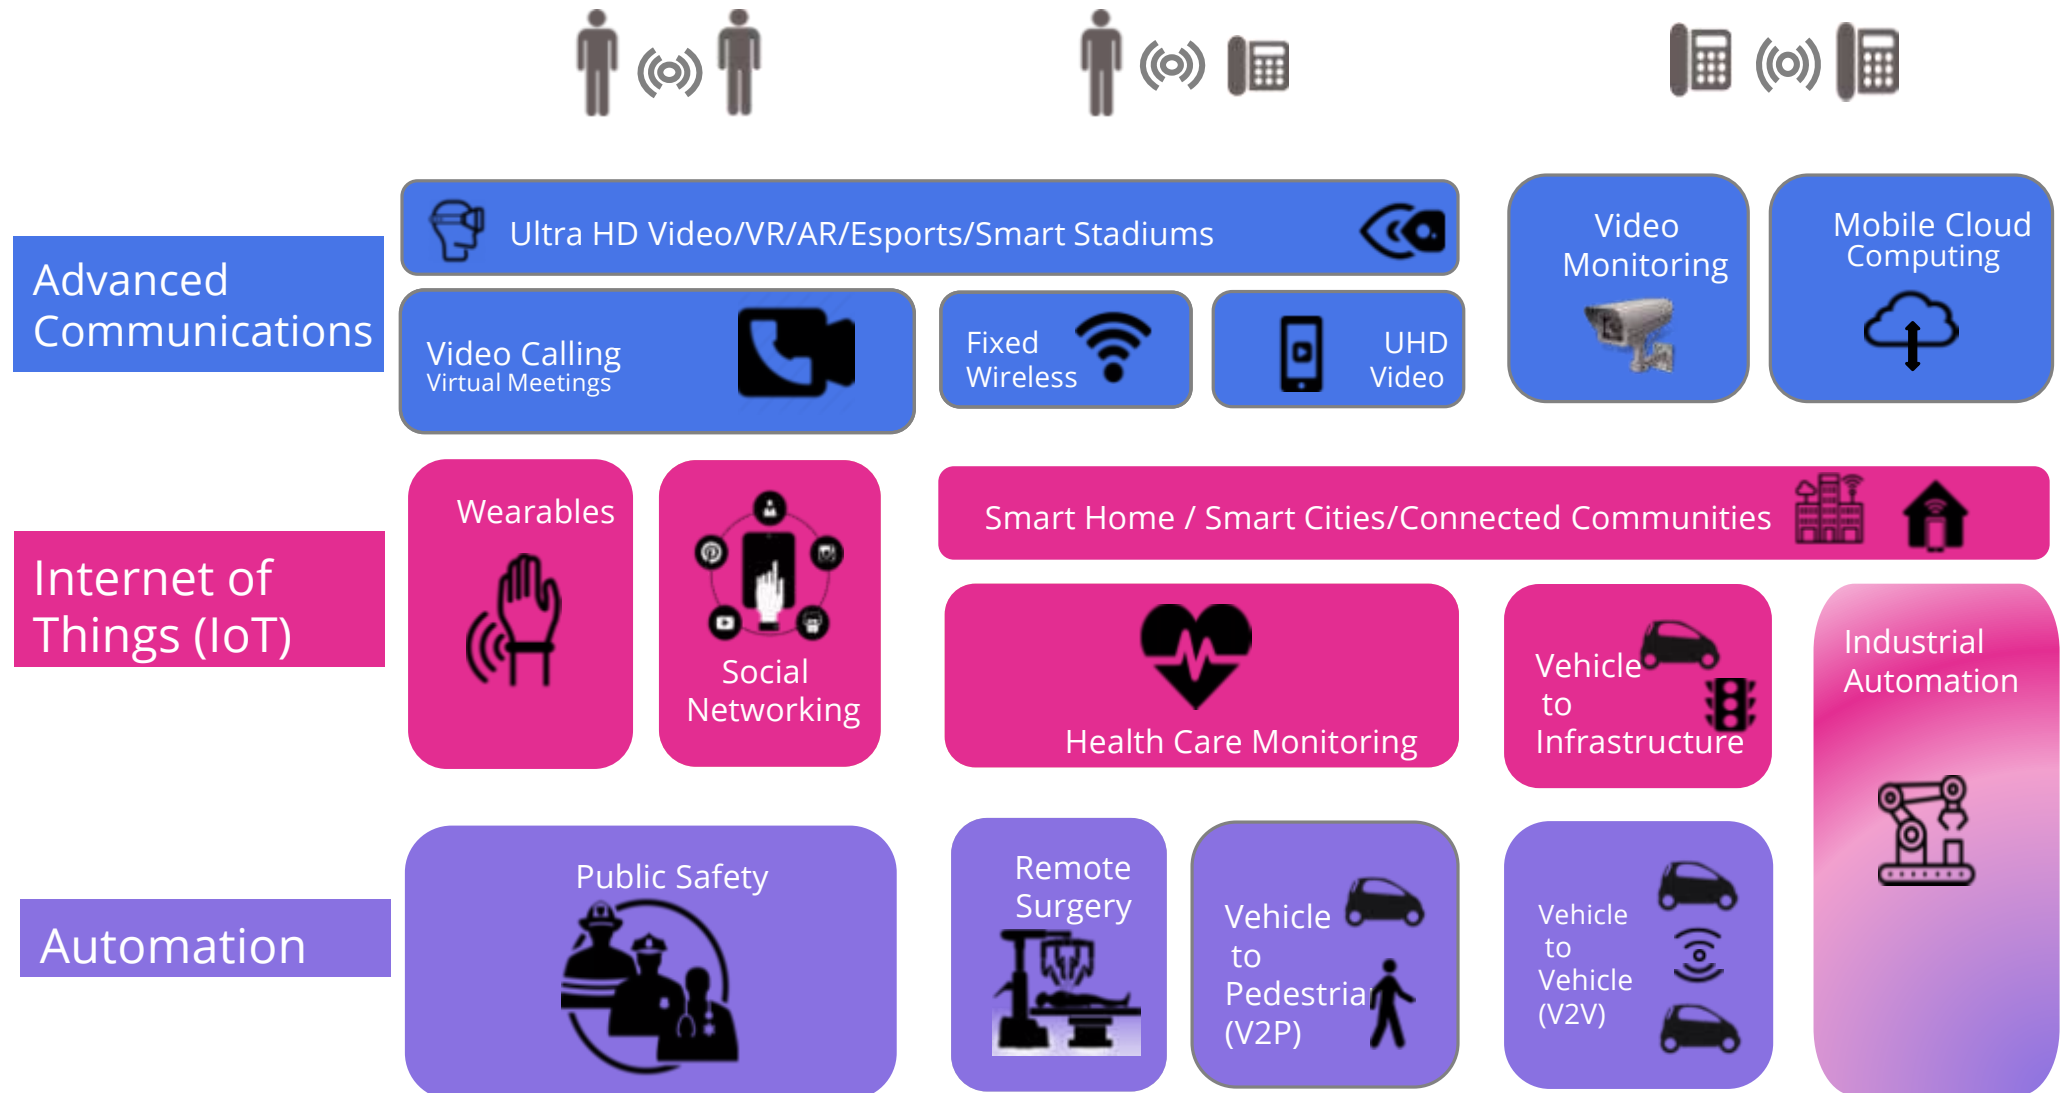 Ultra HD Video/VR/AR/Esports/Smart Stadiums
Video
Monitoring
Mobile Cloud
Computing
Advanced
Communications
Video Calling
Virtual Meetings
Fixed
Wireless
UHD
Video
Wearables
Social
Networking
Smart Home / Smart Cities/Connected Communities
Internet of
Things (IoT)
Health Care Monitoring
Vehicle
to
Infrastructure
Industrial
Automation
Automation
Public Safety
Remote
Surgery
Vehicle
to
Pedestrian
(V2P)
Vehicle
to
Vehicle
(V2V)